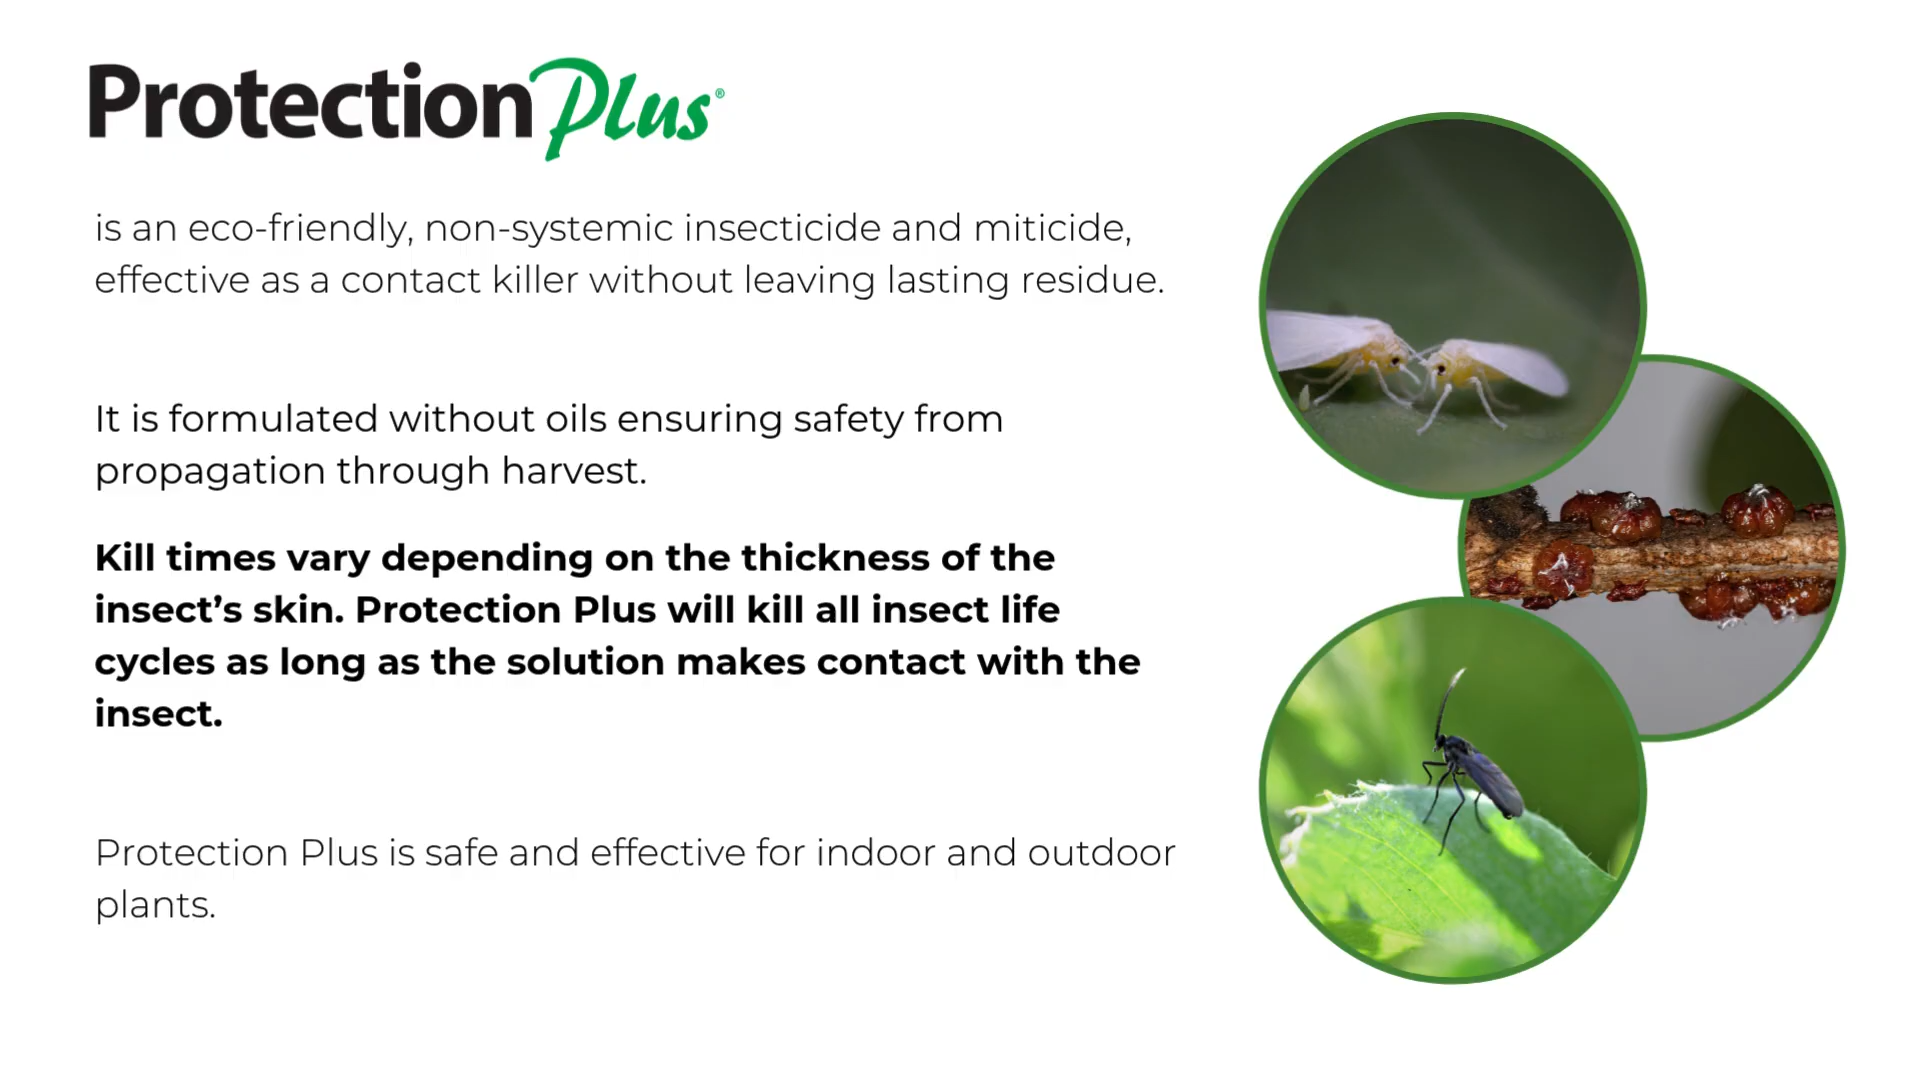 ProtectionPlus®
is an eco-friendly, non-systemic insecticide and miticide,
effective as a contact killer without leaving lasting residue.
It is formulated without oils ensuring safety from
propagation through harvest.
Kill times vary depending on the thickness of the
insect’s skin. Protection Plus will kill all insect life
cycles as long as the solution makes contact with the
insect.
Protection Plus is safe and effective for indoor and outdoor
plants.